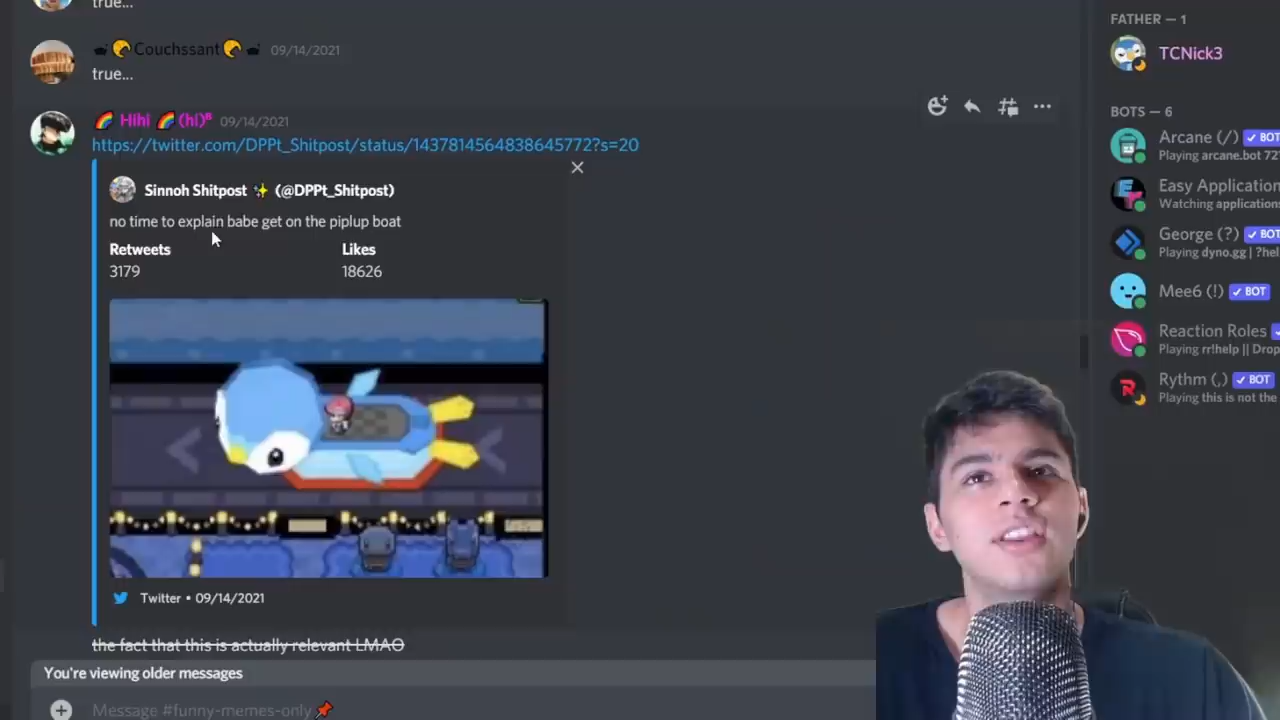 true...
Couchssant 09/14/2021
true...
Hihi (hi)ᴮ 09/14/2021
https://twitter.com/DPPt_Shitpost/status/1437814564838645772?s=20
Sinnoh Shitpost ✨ (@DPPt_Shitpost)
no time to explain babe get on the piplup boat
Retweets Likes
3179 18626
Twitter • 09/14/2021
the fact that this is actually relevant LMAO
You're viewing older messages
Message #funny-memes-only
FATHER — 1
TCNick3
BOTS — 6
Arcane (/) ✓ BOT
Playing arcane.bot 72
Easy Application
Watching applications
George (?) ✓ BOT
Playing dyno.gg | ?hel
Mee6 (!) ✓ BOT
Reaction Roles
Playing rr!help || Drop
Rythm (,) ✓ BOT
Playing this is not the